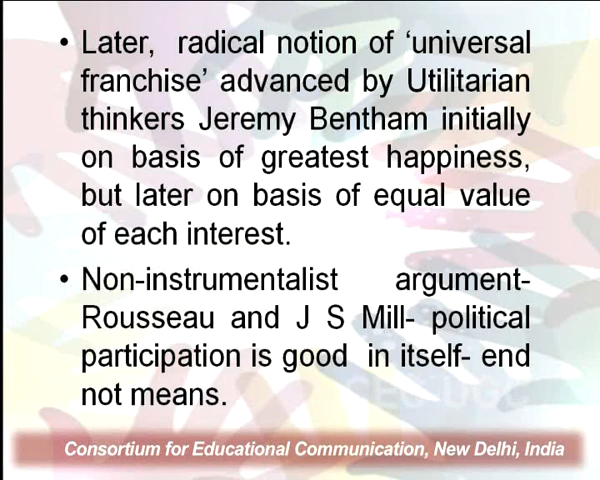 • Later, radical notion of ‘universal
franchise’ advanced by Utilitarian
thinkers Jeremy Bentham initially
on basis of greatest happiness,
but later on basis of equal value
of each interest.
• Non-instrumentalist argument-
Rousseau and J S Mill- political
participation is good in itself- end
not means.
CEC-UGC
Consortium for Educational Communication, New Delhi, India